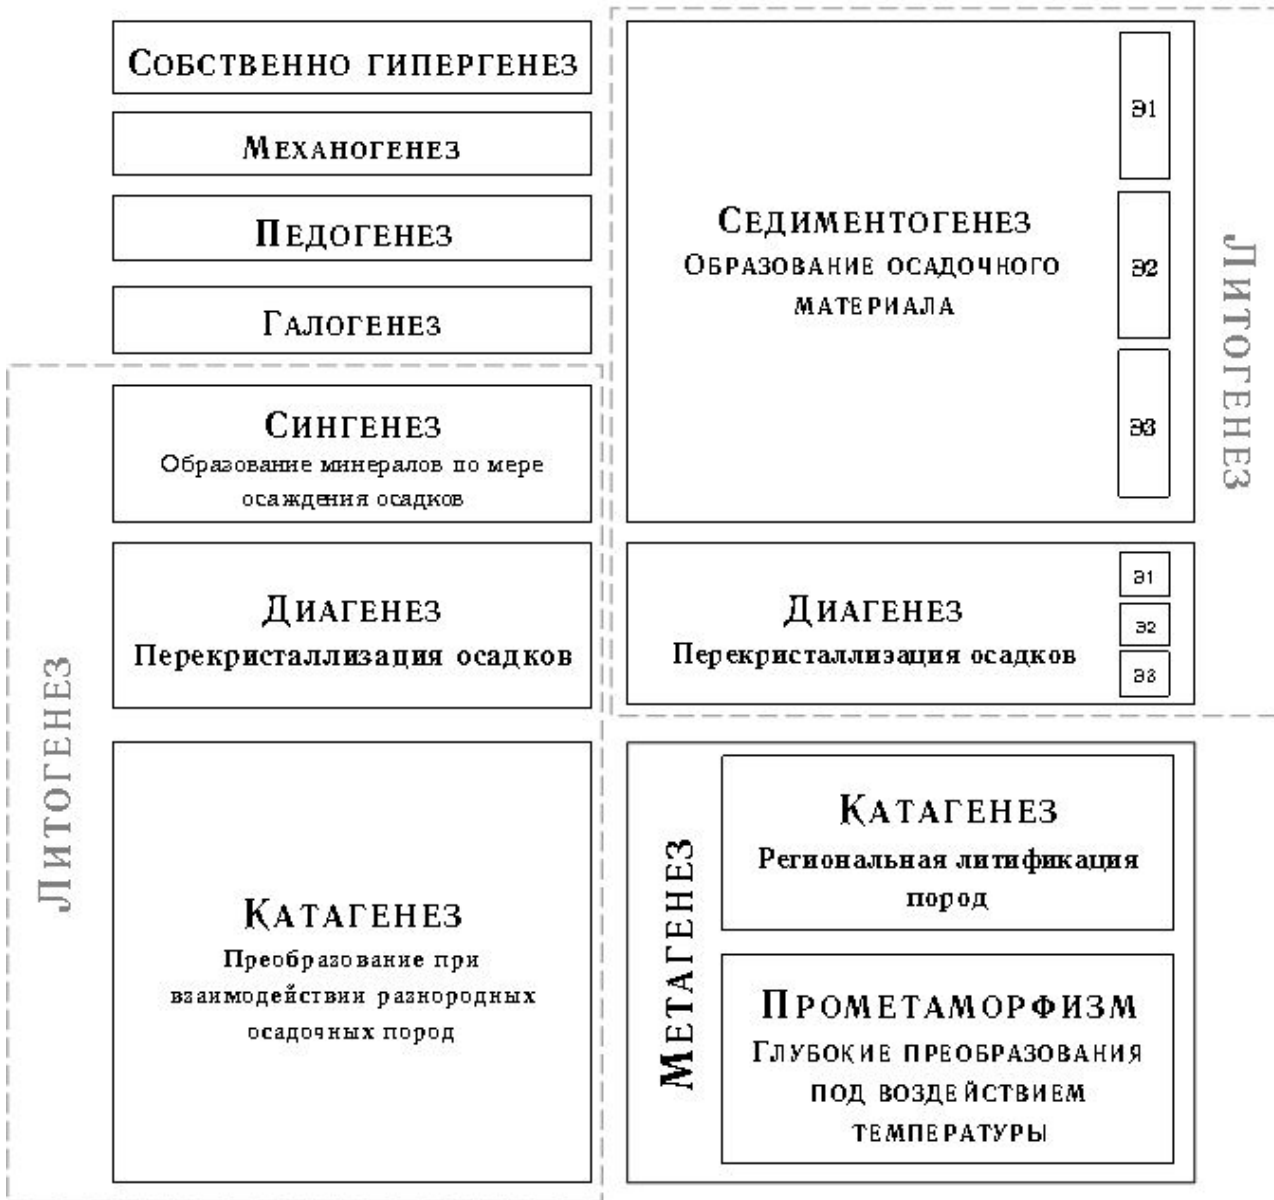 Собственно гипергенез
Механогенез
Педогенез
Галогенез
Сингенез
Образование минералов по мере
осаждения осадков
Диагенез
Перекристаллизация осадков
Катагенез
Преобразование при
взаимодействии разнородных
осадочных пород
Литогенез
Седиментогенез
Образование осадочного
материала
Э1
Э2
Э3
Диагенез
Перекристаллизация осадков
Э1
Э2
Э3
Литогенез
Метагенез
Катагенез
Региональная литификация
пород
Прометаморфизм
Глубокие преобразования
под воздействием
температуры